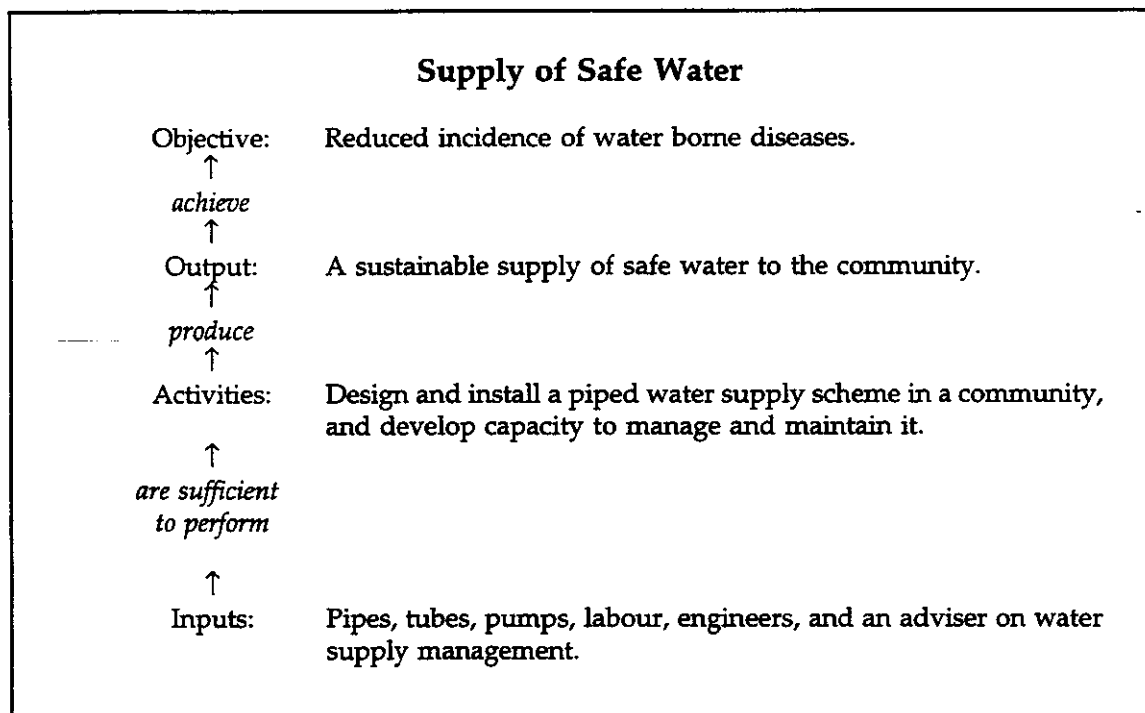 Supply of Safe Water
Objective: Reduced incidence of water borne diseases.
↑
achieve
↑
Output: A sustainable supply of safe water to the community.
↑
produce
↑
Activities: Design and install a piped water supply scheme in a community,
and develop capacity to manage and maintain it.
↑
are sufficient
to perform
↑
Inputs: Pipes, tubes, pumps, labour, engineers, and an adviser on water
supply management.